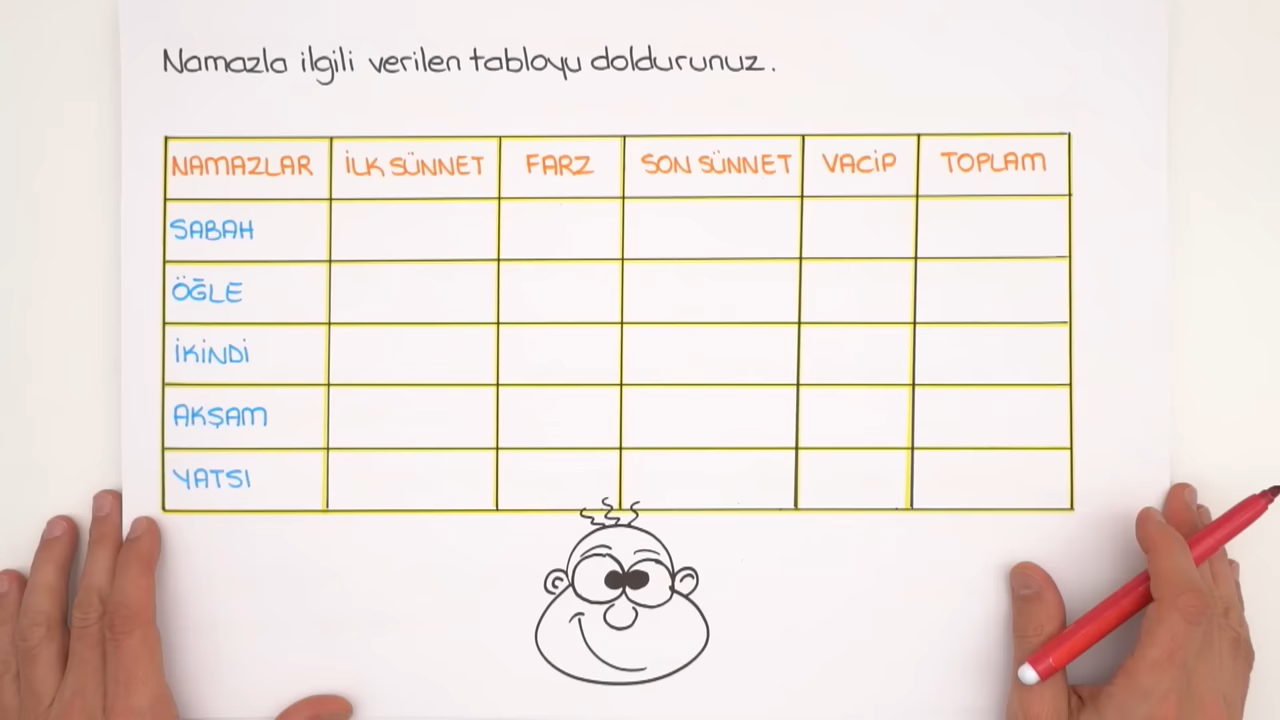 Namazla ilgili verilen tabloyu doldurunuz.
NAMAZLAR İLK SÜNNET FARZ SON SÜNNET VACİP TOPLAM
SABAH
ÖĞLE
İKİNDİ
AKŞAM
YATSI